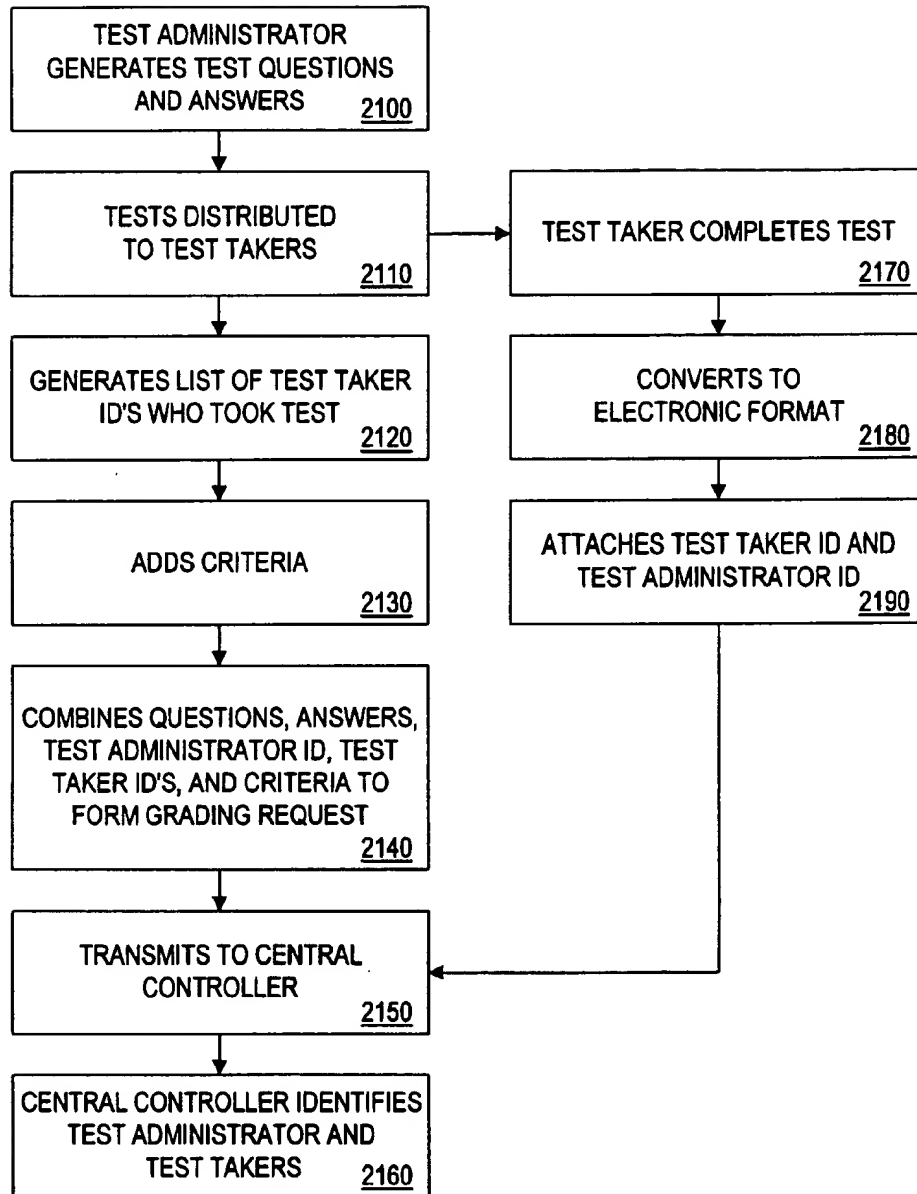 TEST ADMINISTRATOR
GENERATES TEST QUESTIONS
AND ANSWERS
2100
TESTS DISTRIBUTED
TO TEST TAKERS
2110
TEST TAKER COMPLETES TEST
2170
GENERATES LIST OF TEST TAKER
ID'S WHO TOOK TEST
2120
CONVERTS TO
ELECTRONIC FORMAT
2180
ADDS CRITERIA
2130
ATTACHES TEST TAKER ID AND
TEST ADMINISTRATOR ID
2190
COMBINES QUESTIONS, ANSWERS,
TEST ADMINISTRATOR ID, TEST
TAKER ID'S, AND CRITERIA TO
FORM GRADING REQUEST
2140
TRANSMITS TO CENTRAL
CONTROLLER
2150
CENTRAL CONTROLLER IDENTIFIES
TEST ADMINISTRATOR AND
TEST TAKERS
2160